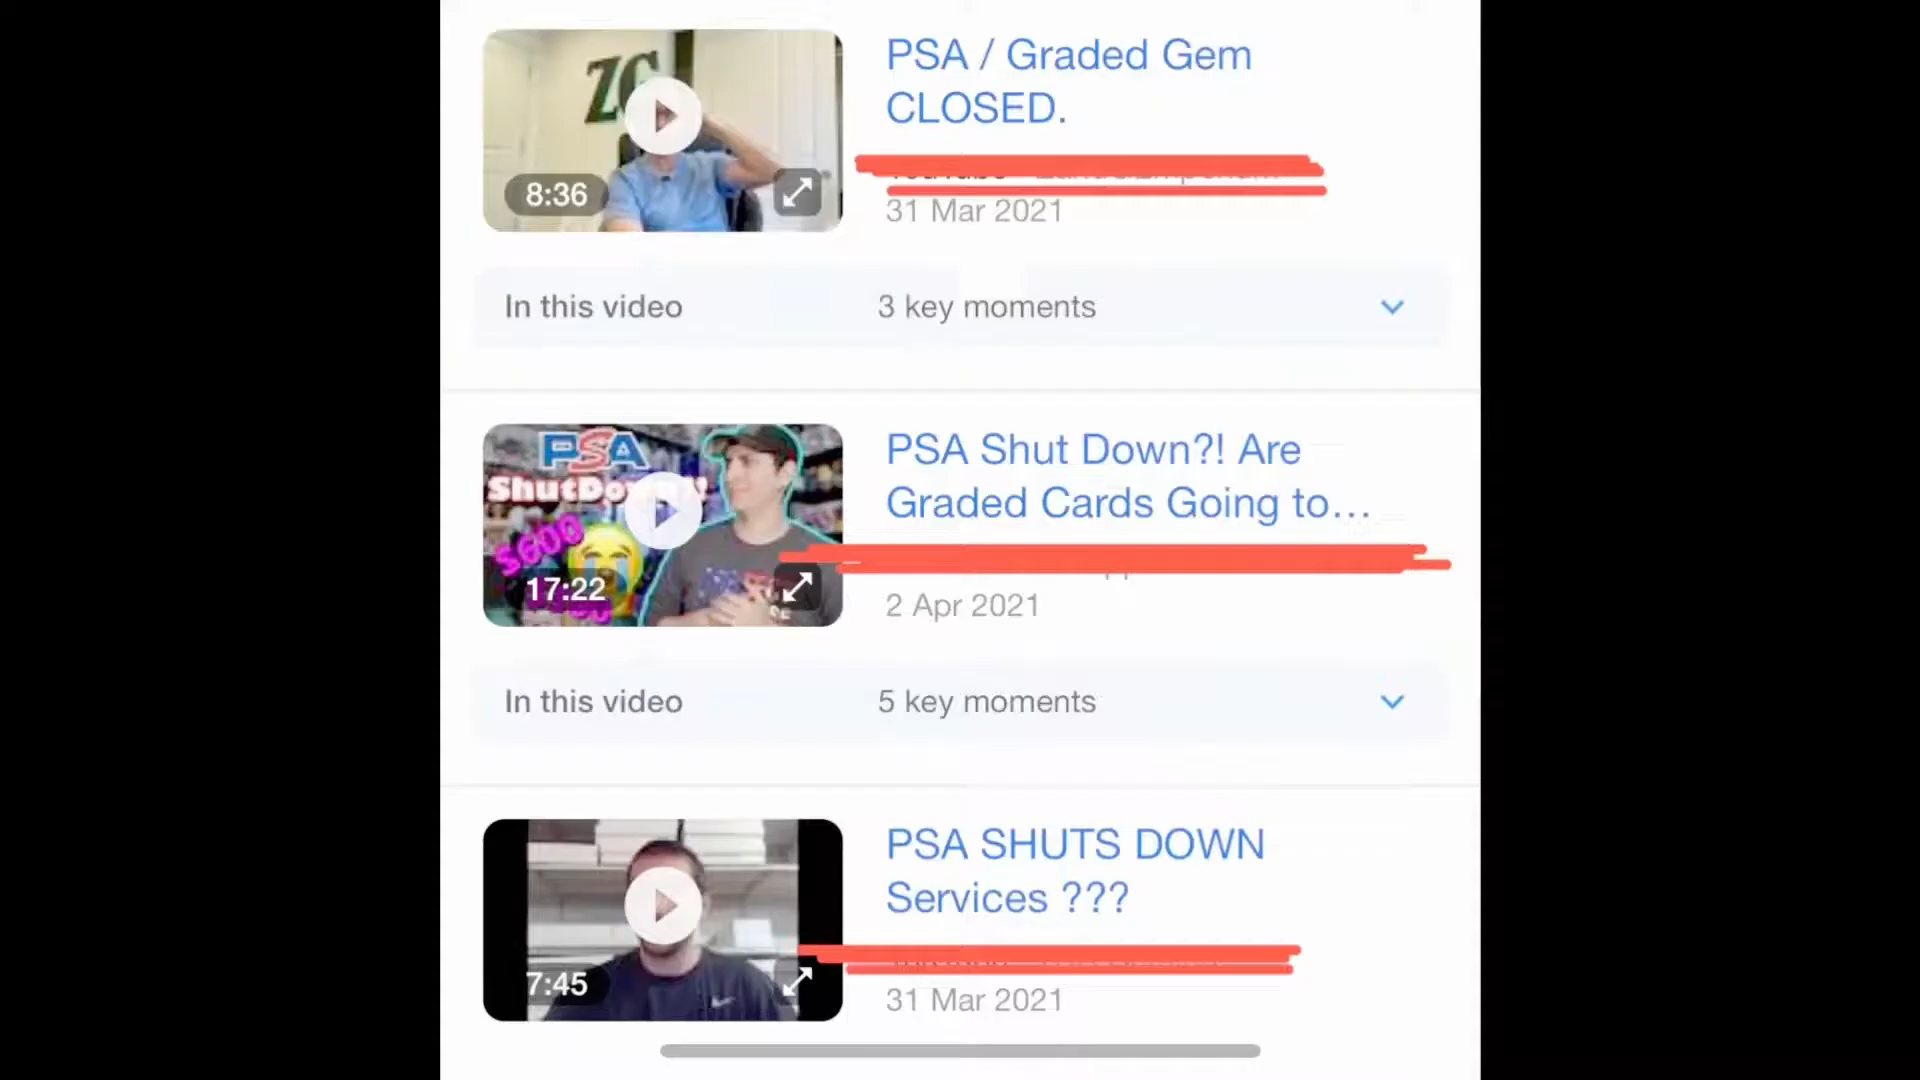 ZG
PSA / Graded Gem
CLOSED.
8:36
31 Mar 2021
In this video 3 key moments
PSA
PSA Shut Down?! Are
Graded Cards Going to...
17:22
2 Apr 2021
In this video 5 key moments
PSA SHUTS DOWN
Services ???
7:45
31 Mar 2021